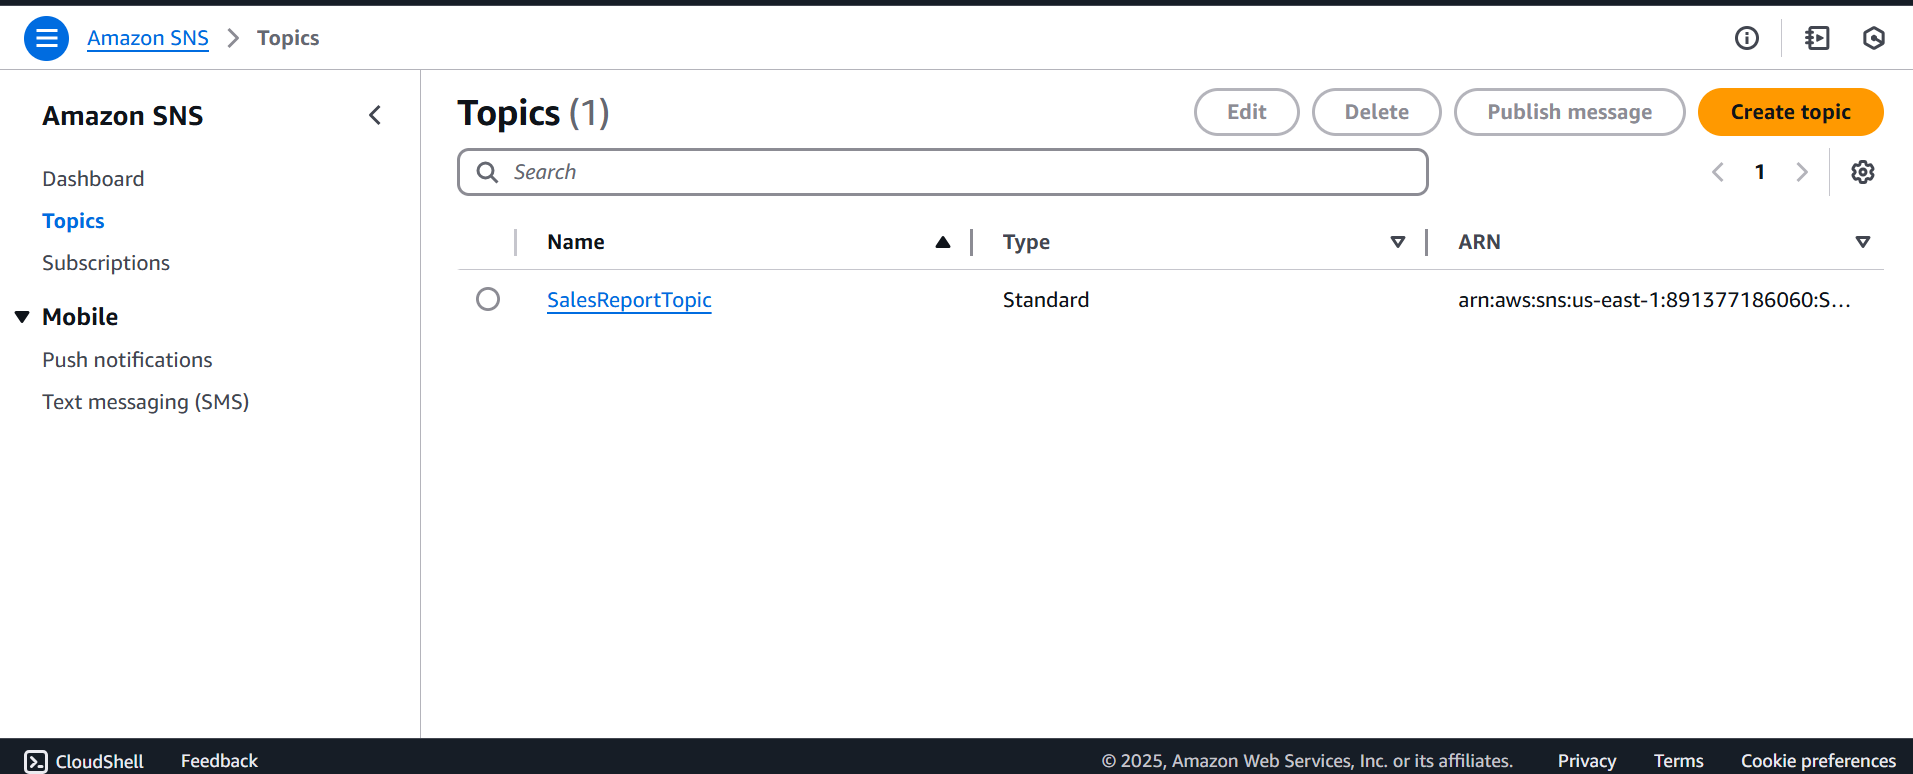 Amazon SNS > Topics
Amazon SNS
Dashboard
Topics
Subscriptions
Mobile
Push notifications
Text messaging (SMS)
Topics (1)
Edit Delete Publish message Create topic
Search
1
Name Type ARN
SalesReportTopic Standard arn:aws:sns:us-east-1:891377186060:S...
CloudShell Feedback © 2025, Amazon Web Services, Inc. or its affiliates. Privacy Terms Cookie preferences